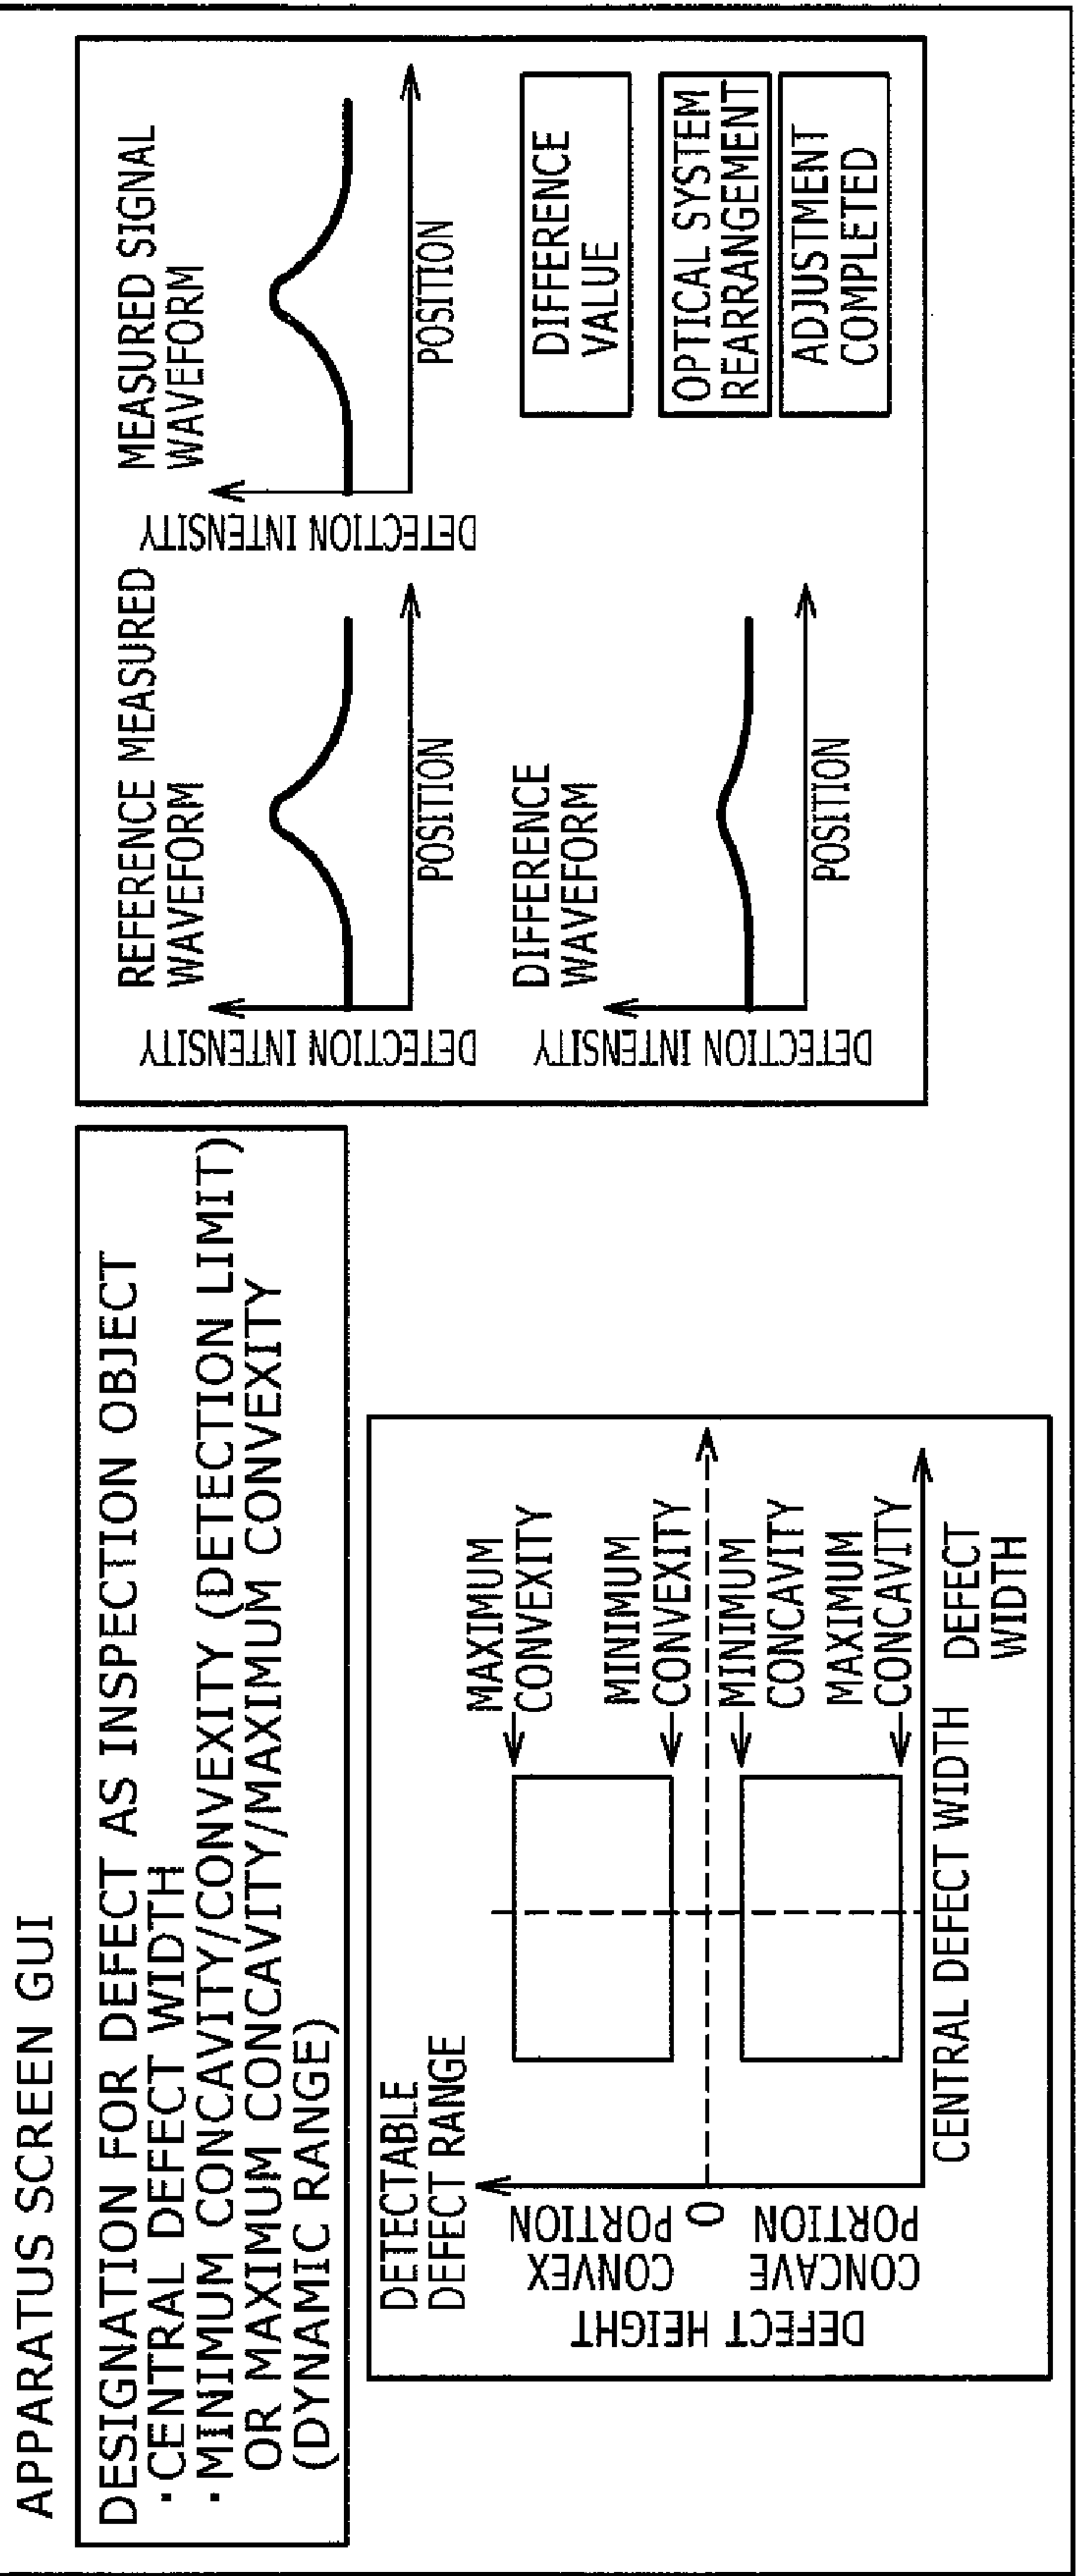 APPARATUS SCREEN GUI
DESIGNATION FOR DEFECT AS INSPECTION OBJECT
・CENTRAL DEFECT WIDTH
・MINIMUM CONCAVITY/CONVEXITY (DETECTION LIMIT)
OR MAXIMUM CONCAVITY/MAXIMUM CONVEXITY
(DYNAMIC RANGE)
DETECTABLE
DEFECT RANGE
DEFECT HEIGHT
CONVEX
PORTION
0
CONCAVE
PORTION
MAXIMUM
CONVEXITY
MINIMUM
CONVEXITY
MINIMUM
CONCAVITY
MAXIMUM
CONCAVITY
CENTRAL DEFECT WIDTH
DEFECT
WIDTH
REFERENCE MEASURED
WAVEFORM
DETECTION INTENSITY
POSITION
MEASURED SIGNAL
WAVEFORM
DETECTION INTENSITY
POSITION
DIFFERENCE
WAVEFORM
DETECTION INTENSITY
POSITION
DIFFERENCE
VALUE
OPTICAL SYSTEM
REARRANGEMENT
ADJUSTMENT
COMPLETED